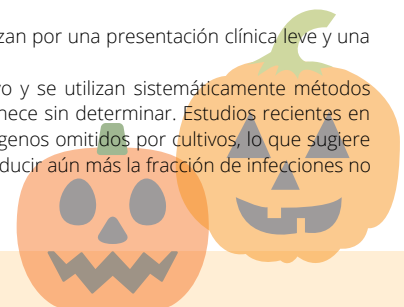 zan por una presentación clínica leve y una
o y se utilizan sistemáticamente métodos
nece sin determinar. Estudios recientes en
genos omitidos por cultivos, lo que sugiere
ducir aún más la fracción de infecciones no